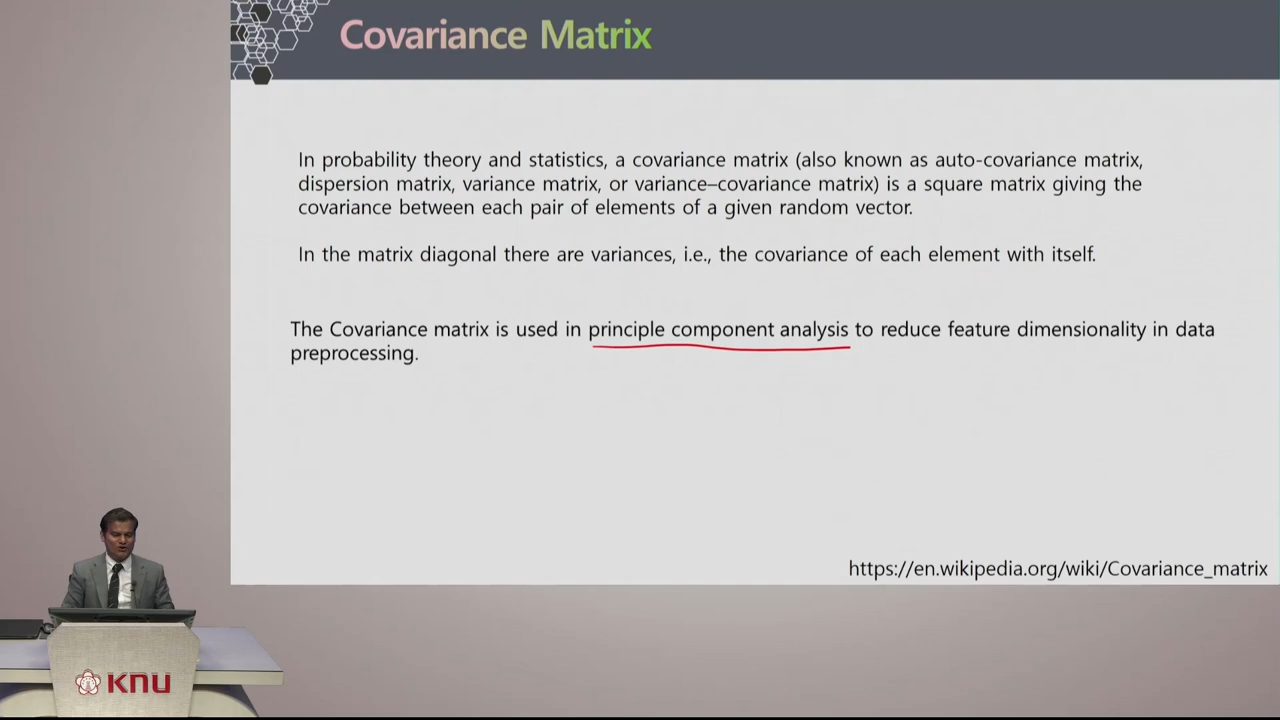 Covariance Matrix
In probability theory and statistics, a covariance matrix (also known as auto-covariance matrix,
dispersion matrix, variance matrix, or variance–covariance matrix) is a square matrix giving the
covariance between each pair of elements of a given random vector.
In the matrix diagonal there are variances, i.e., the covariance of each element with itself.
The Covariance matrix is used in principle component analysis to reduce feature dimensionality in data
preprocessing.
https://en.wikipedia.org/wiki/Covariance_matrix
KNU